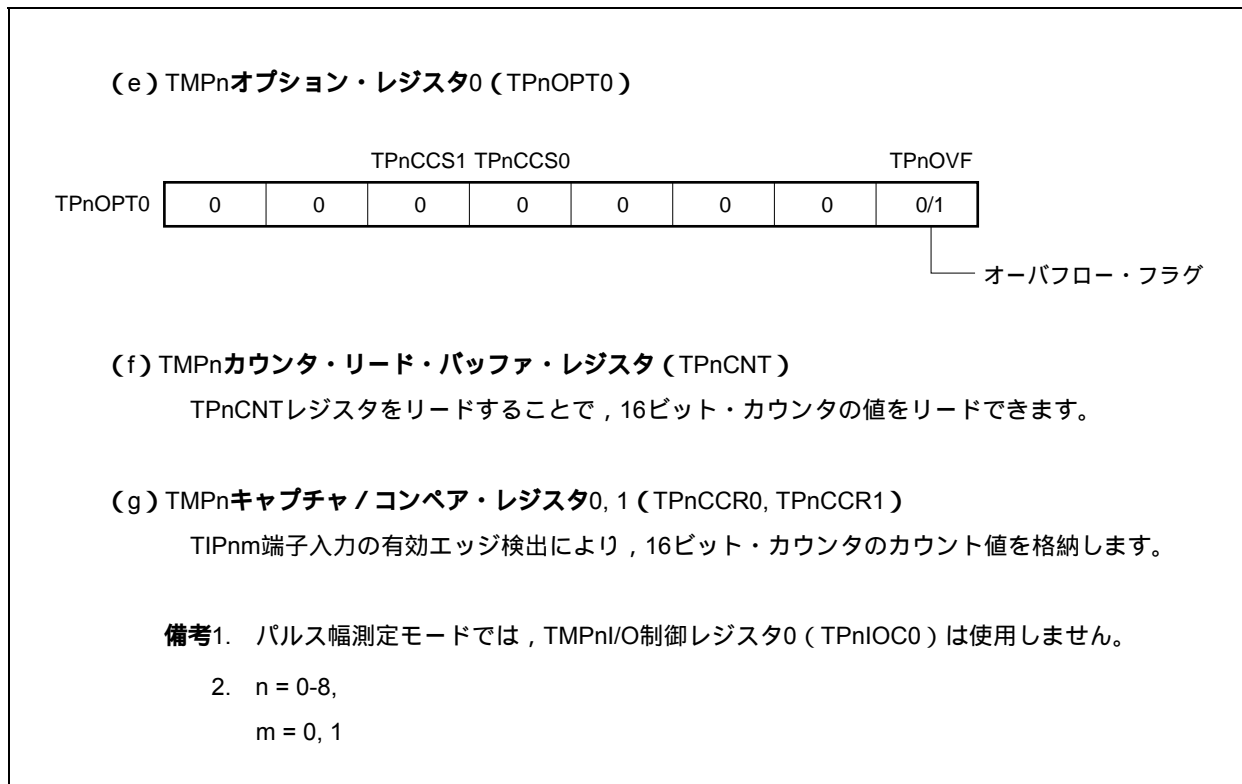 （e）TMPnオプション・レジスタ0（TPnOPT0）
TPnCCS1 TPnCCS0 TPnOVF
TPnOPT0 0 0 0 0 0 0 0 0/1
オーバフロー・フラグ
（f）TMPnカウンタ・リード・バッファ・レジスタ（TPnCNT）
TPnCNTレジスタをリードすることで，16ビット・カウンタの値をリードできます。
（g）TMPnキャプチャ／コンペア・レジスタ0, 1（TPnCCR0, TPnCCR1）
TIPnm端子入力の有効エッジ検出により，16ビット・カウンタのカウント値を格納します。
備考1. パルス幅測定モードでは，TMPnI/O制御レジスタ0（TPnIOC0）は使用しません。
2. n = 0-8,
m = 0, 1